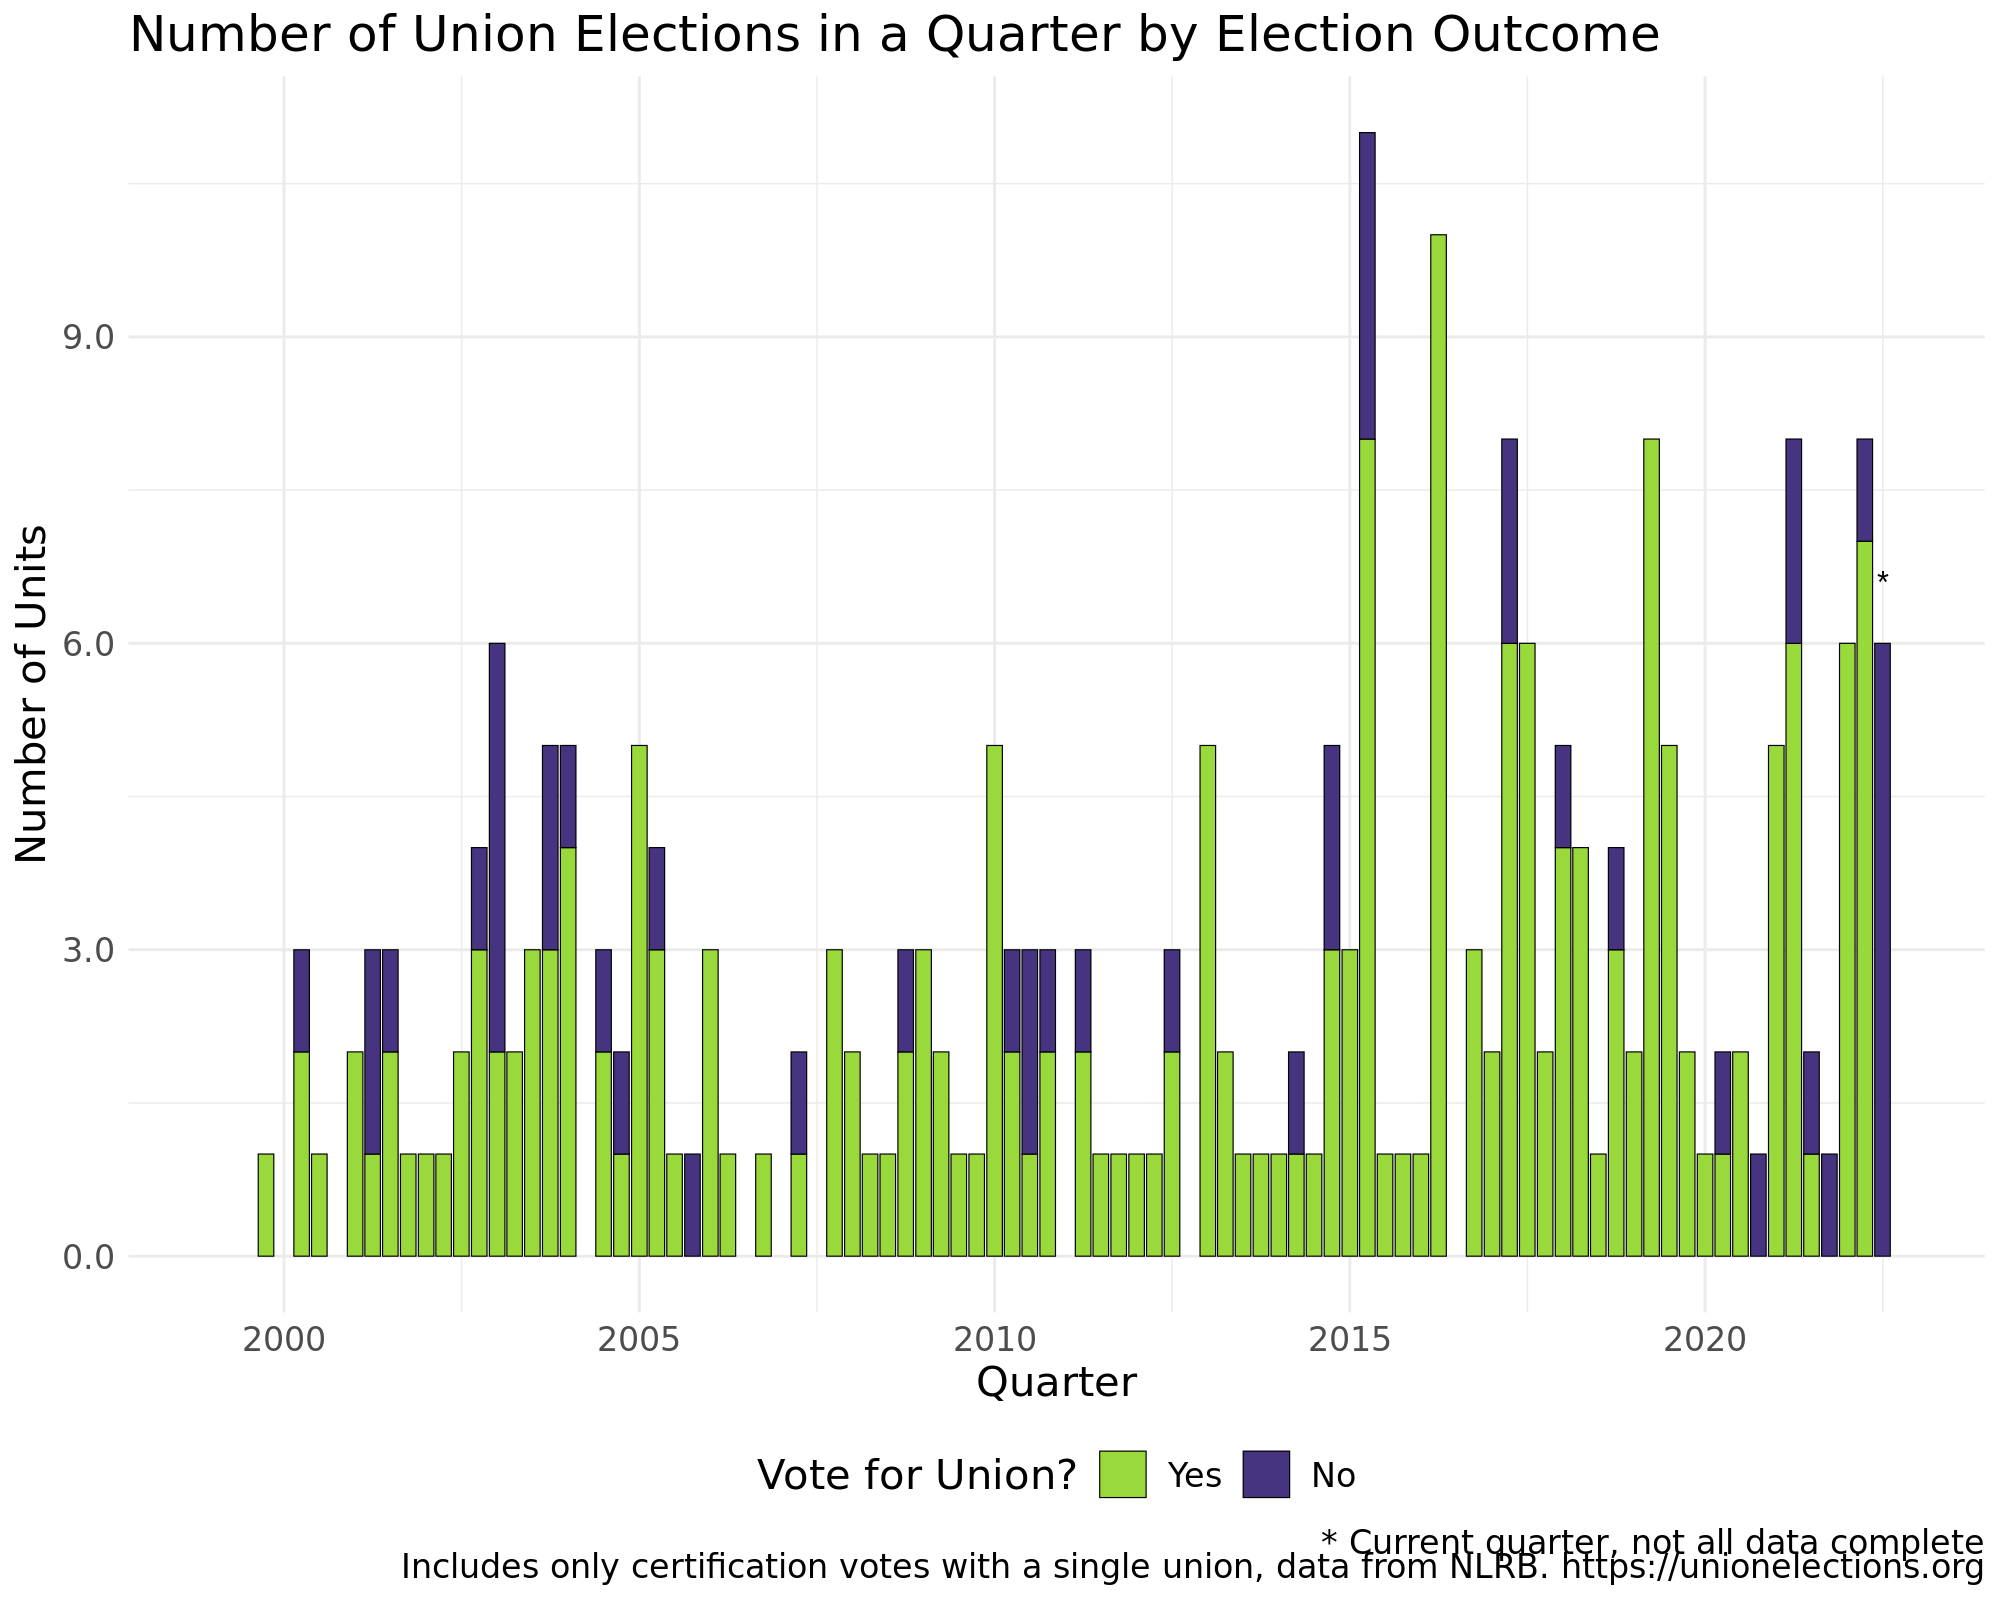 Number of Union Elections in a Quarter by Election Outcome
Number of Units
9.0
6.0
3.0
0.0
*
2000 2005 2010 2015 2020
Quarter
Vote for Union? Yes No
* Current quarter, not all data complete
Includes only certification votes with a single union, data from NLRB. https://unionelections.org